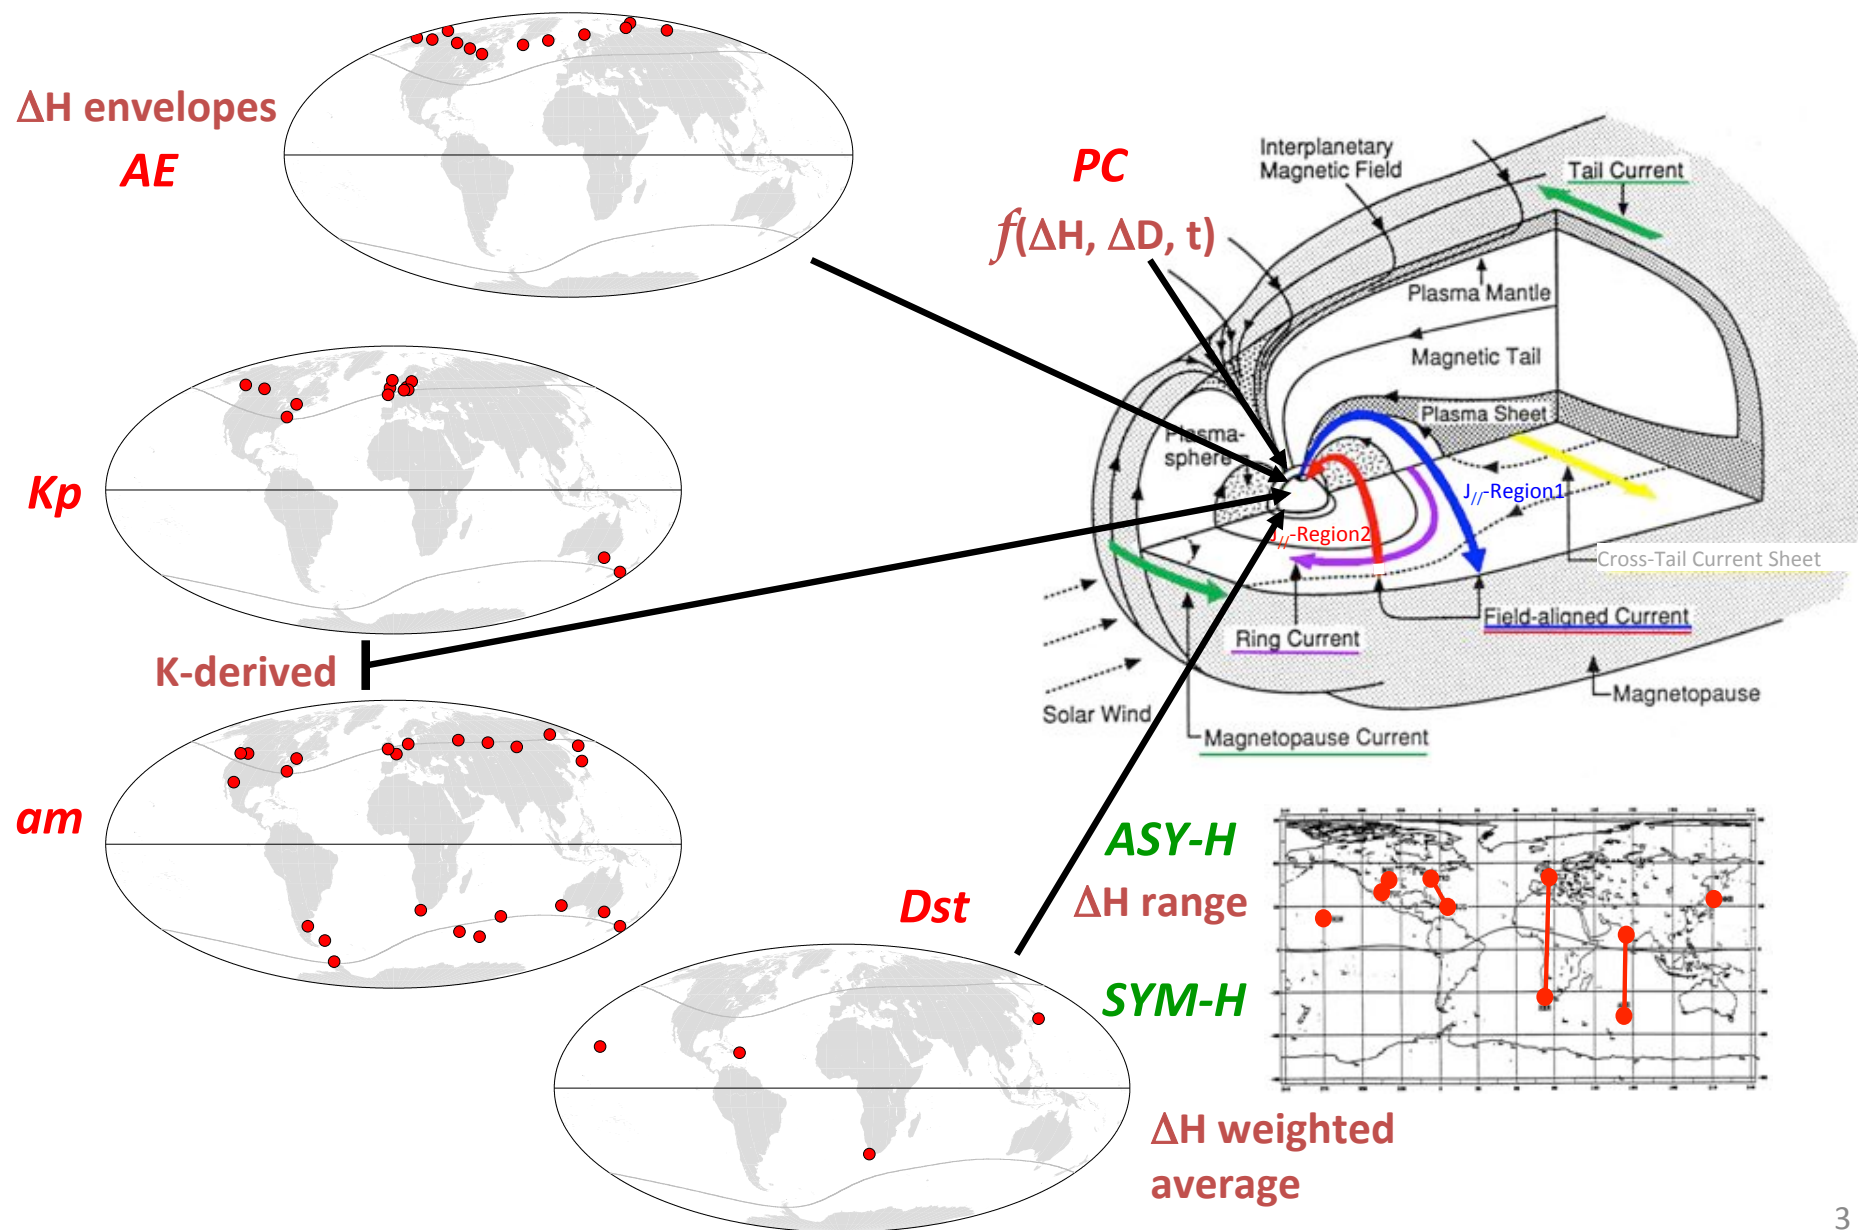 ΔH envelopes
AE
Kp
K-derived
am
Dst
PC
f(ΔH, ΔD, t)
Interplanetary
Magnetic Field
Tail Current
Plasma Mantle
Magnetic Tail
Plasma Sheet
Plasma-
sphere
J//-Region1
J//-Region2
Cross-Tail Current Sheet
Field-aligned Current
Ring Current
Magnetopause
Solar Wind
Magnetopause Current
ASY-H
ΔH range
SYM-H
ΔH weighted
average
3